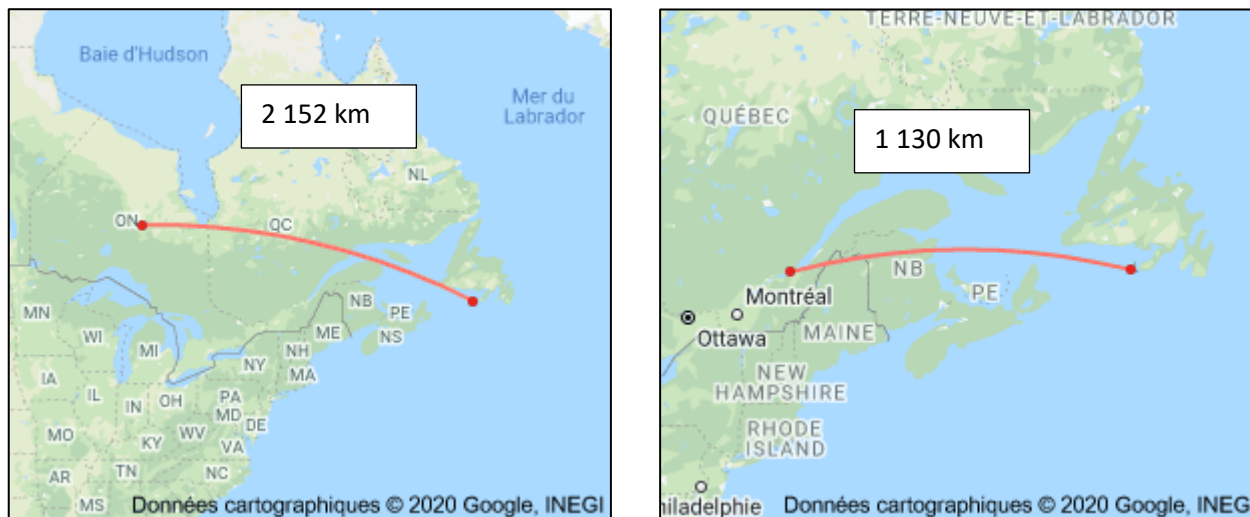 Baie d'Hudson
2 152 km
Mer du
Labrador
NL
ON
QC
MN
WI
MI
NB
PE
NS
ME
NH
NY
MA
IA
IL
IN
OH
PA
MD
DE
MO
KY
WV
VA
AR
TN
NC
MS
Données cartographiques © 2020 Google, INEGI
TERRE-NEUVE-ET-LABRADOR
QUÉBEC
1 130 km
NB
PE
Montréal
Ottawa
MAINE
NEW
HAMPSHIRE
RHODE
ISLAND
hiladelphie
Données cartographiques © 2020 Google, INEG